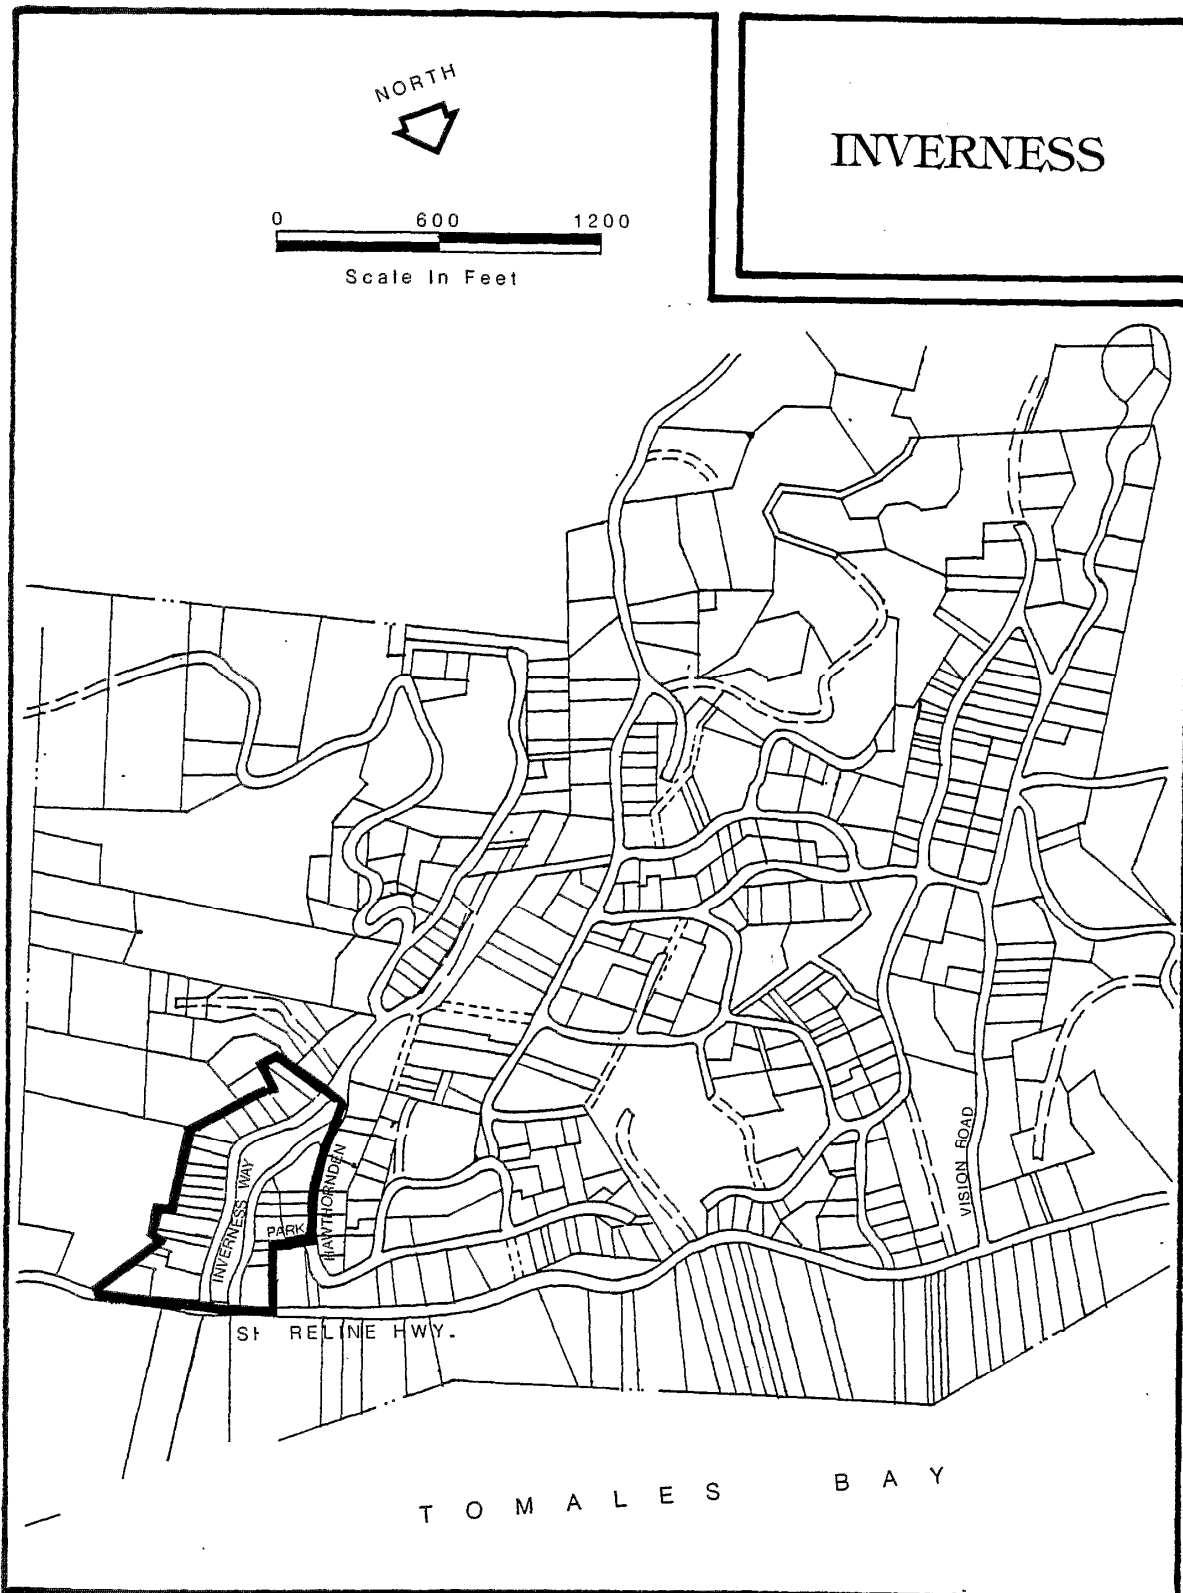 NORTH
INVERNESS
0 600 1200
Scale In Feet
INVERNESS WAY
PARK
HAWTHORNDEN
VISION ROAD
RELINE HWY.
TOMALES BAY